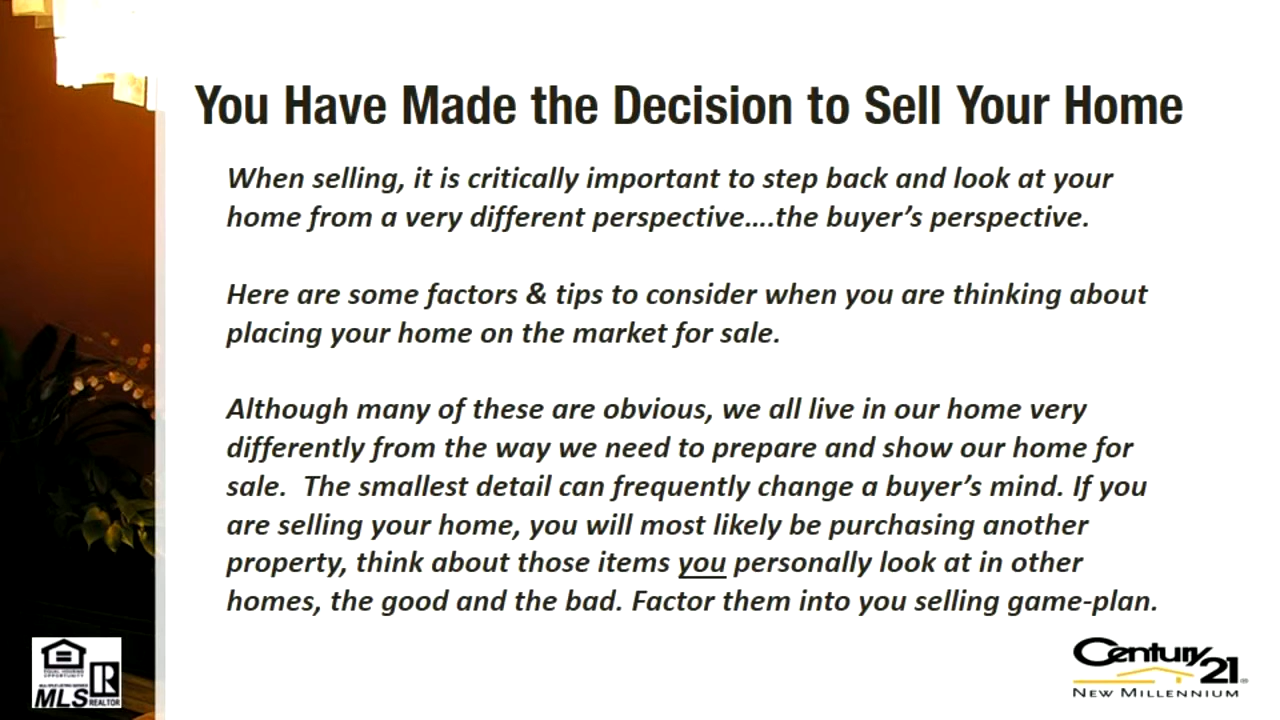 You Have Made the Decision to Sell Your Home
When selling, it is critically important to step back and look at your
home from a very different perspective....the buyer’s perspective.
Here are some factors & tips to consider when you are thinking about
placing your home on the market for sale.
Although many of these are obvious, we all live in our home very
differently from the way we need to prepare and show our home for
sale.  The smallest detail can frequently change a buyer’s mind. If you
are selling your home, you will most likely be purchasing another
property, think about those items you personally look at in other
homes, the good and the bad. Factor them into you selling game-plan.
EQUAL HOUSING
OPPORTUNITY
MULTIPLE LISTING SERVICE
MLS
R
REALTOR
Century 21
NEW MILLENNIUM